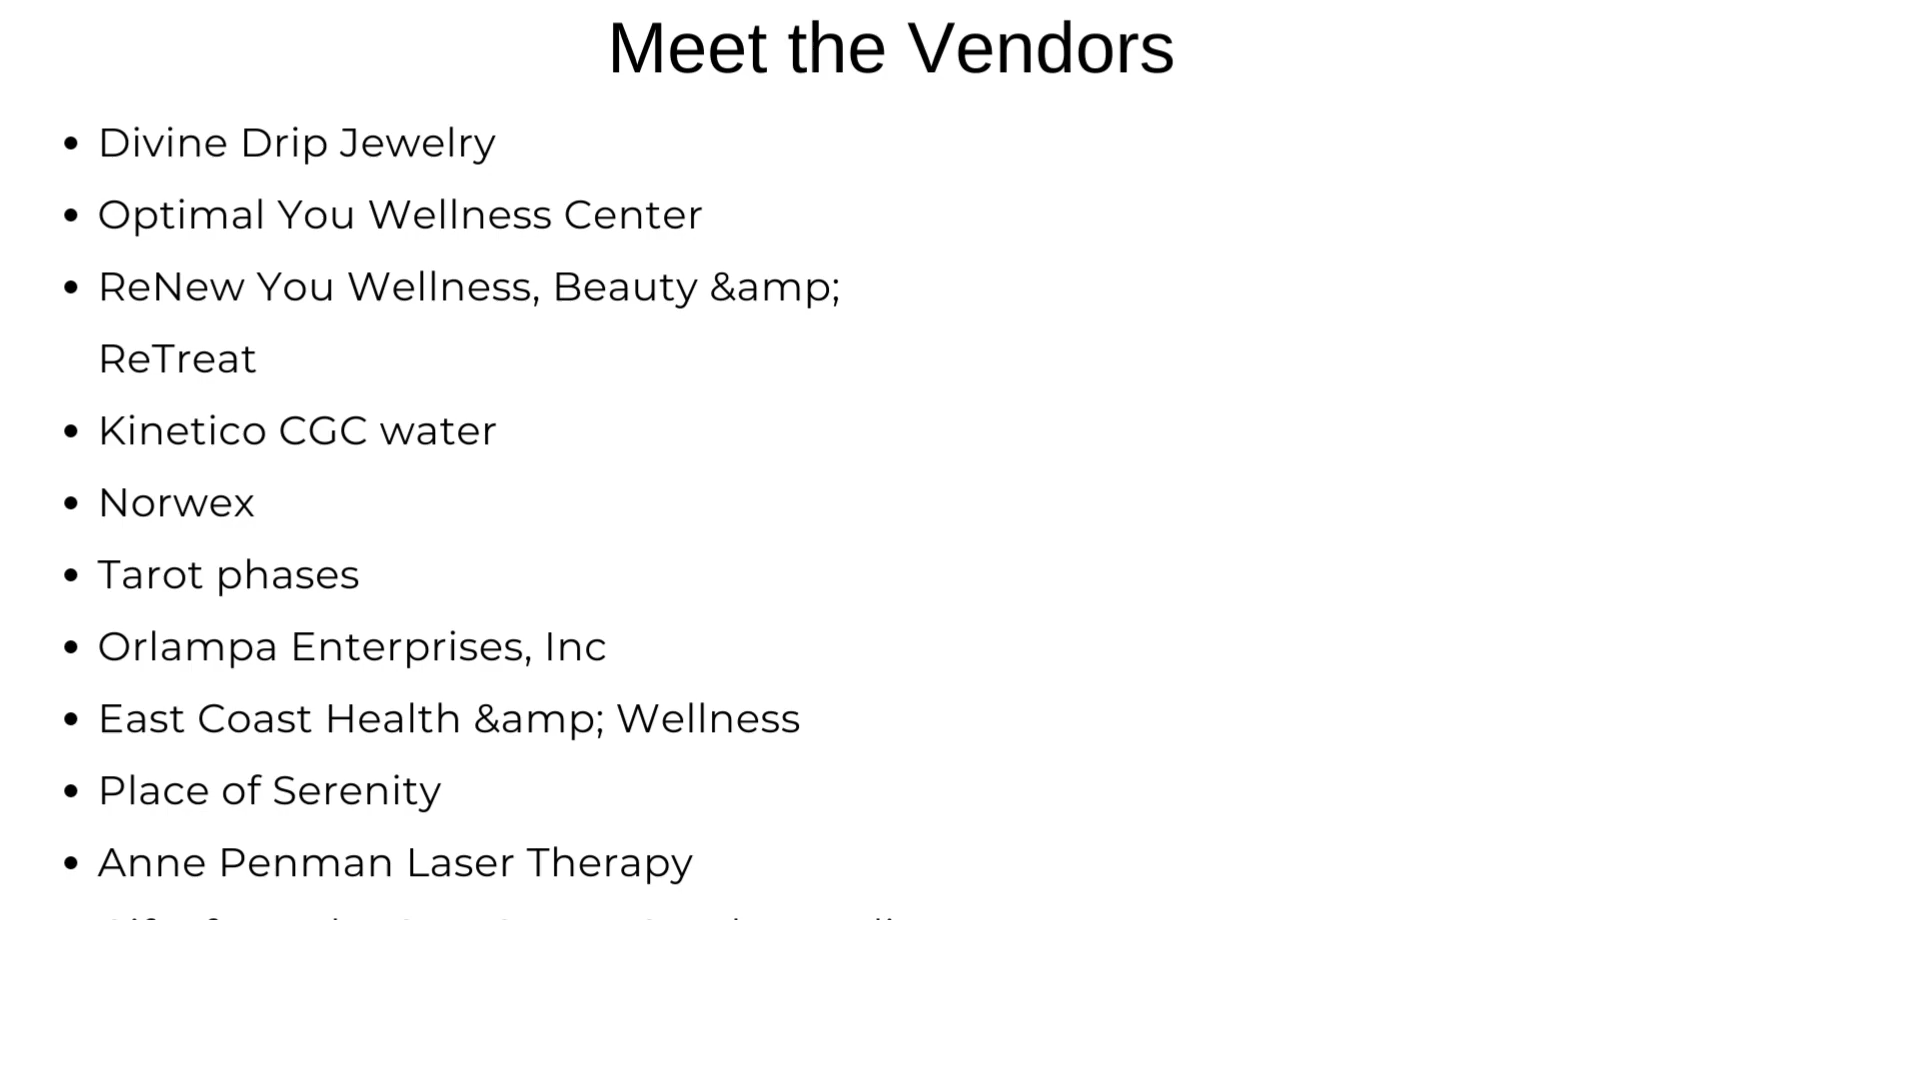 Meet the Vendors
• Divine Drip Jewelry
• Optimal You Wellness Center
• ReNew You Wellness, Beauty &amp;
ReTreat
• Kinetico CGC water
• Norwex
• Tarot phases
• Orlampa Enterprises, Inc
• East Coast Health &amp; Wellness
• Place of Serenity
• Anne Penman Laser Therapy